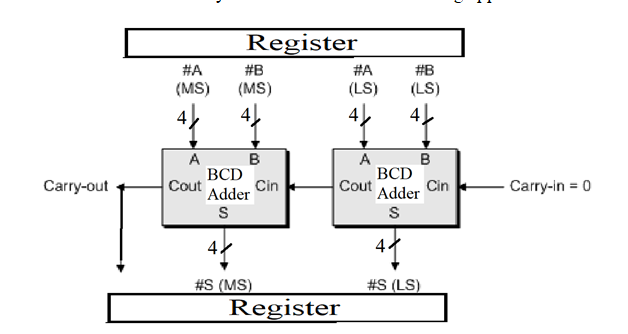 Register
#A #B #A #B
(MS) (MS) (LS) (LS)
4 4 4 4
A B A B
Carry-out Cout BCD Adder Cin Cout BCD Adder Cin Carry-in = 0
S S
4 4
#S (MS) #S (LS)
Register